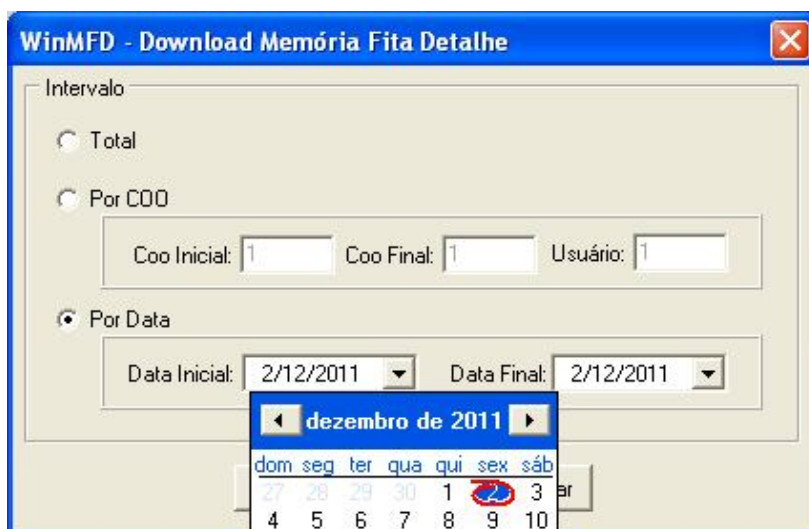 WinMFD - Download Memória Fita Detalhe
Intervalo
Total
Por COO
Coo Inicial: 1 Coo Final: 1 Usuário: 1
Por Data
Data Inicial: 2/12/2011 Data Final: 2/12/2011
dezembro de 2011
dom seg ter qua qui sex sáb
27 28 29 30 1 2 3
4 5 6 7 8 9 10